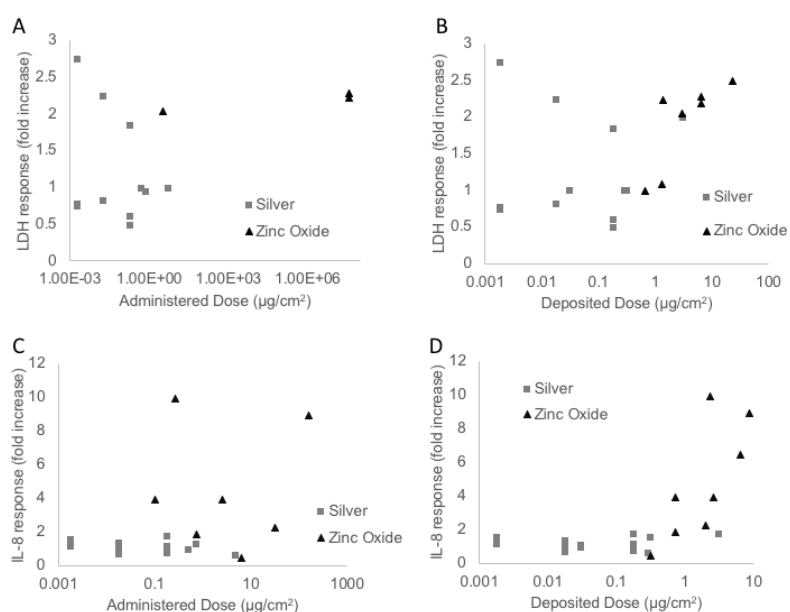 A
LDH response (fold increase)
3
2.5
2
1.5
1
0.5
0
1.00E-03 1.00E+00 1.00E+03 1.00E+06
Administered Dose (µg/cm²)
Silver
Zinc Oxide
B
LDH response (fold increase)
3
2.5
2
1.5
1
0.5
0
0.001 0.01 0.1 1 10 100
Deposited Dose (µg/cm²)
Silver
Zinc Oxide
C
IL-8 response (fold increase)
12
10
8
6
4
2
0
0.001 0.1 10 1000
Administered Dose (µg/cm²)
Silver
Zinc Oxide
D
IL-8 response (fold increase)
12
10
8
6
4
2
0
0.001 0.01 0.1 1 10
Deposited Dose (µg/cm²)
Silver
Zinc Oxide